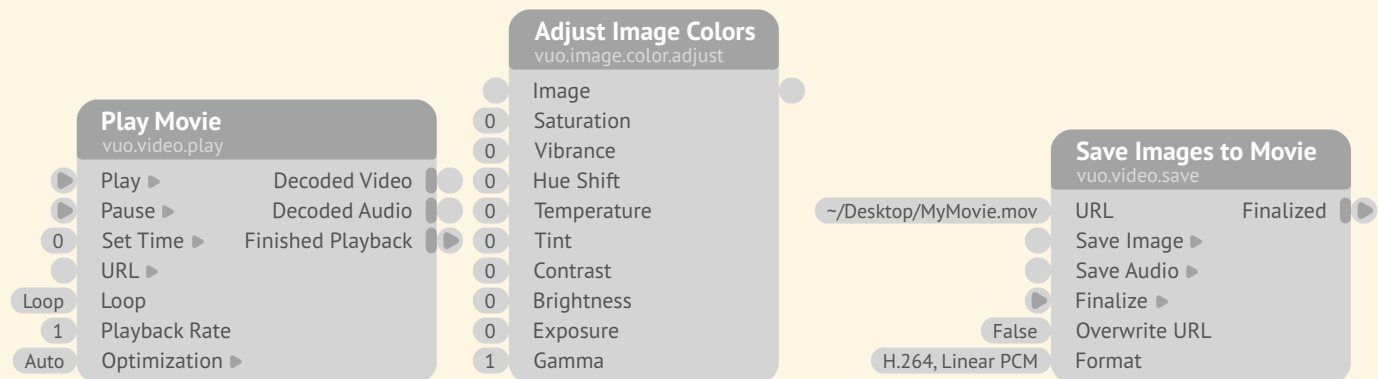 Play Movie
vuo.video.play
Play Decoded Video
Pause Decoded Audio
0 Set Time Finished Playback
URL
Loop Loop
1 Playback Rate
Auto Optimization
Adjust Image Colors
vuo.image.color.adjust
Image
0 Saturation
0 Vibrance
0 Hue Shift
0 Temperature
0 Tint
0 Contrast
0 Brightness
0 Exposure
1 Gamma
Save Images to Movie
vuo.video.save
~/Desktop/MyMovie.mov URL Finalized
Save Image
Save Audio
Finalize
False Overwrite URL
H.264, Linear PCM Format